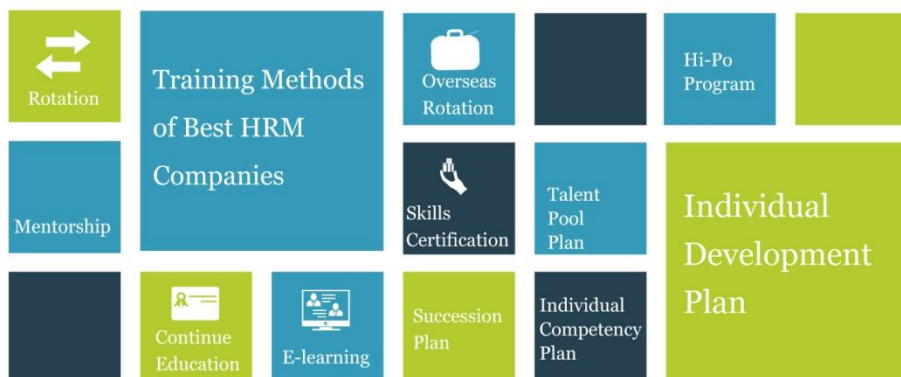 Rotation
Training Methods
of Best HRM
Companies
Overseas
Rotation
Hi-Po
Program
Mentorship
Skills
Certification
Talent
Pool
Plan
Individual
Development
Plan
Continue
Education
E-learning
Succession
Plan
Individual
Competency
Plan